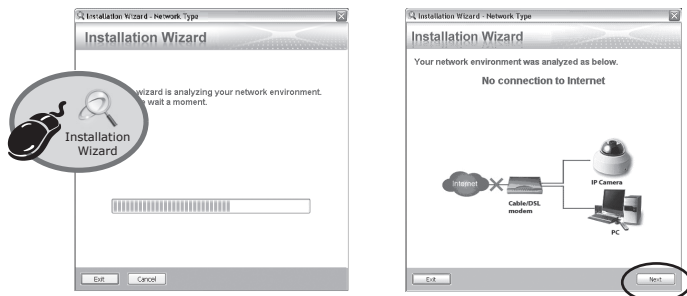 Installation Wizard - Network Type
Installation Wizard
wizard is analyzing your network environment.
wait a moment.
Installation
Wizard
Exit
Cancel
Installation Wizard - Network Type
Installation Wizard
Your network environment was analyzed as below.
No connection to Internet
Internet
IP Camera
Cable/DSL
modem
PC
Exit
Next